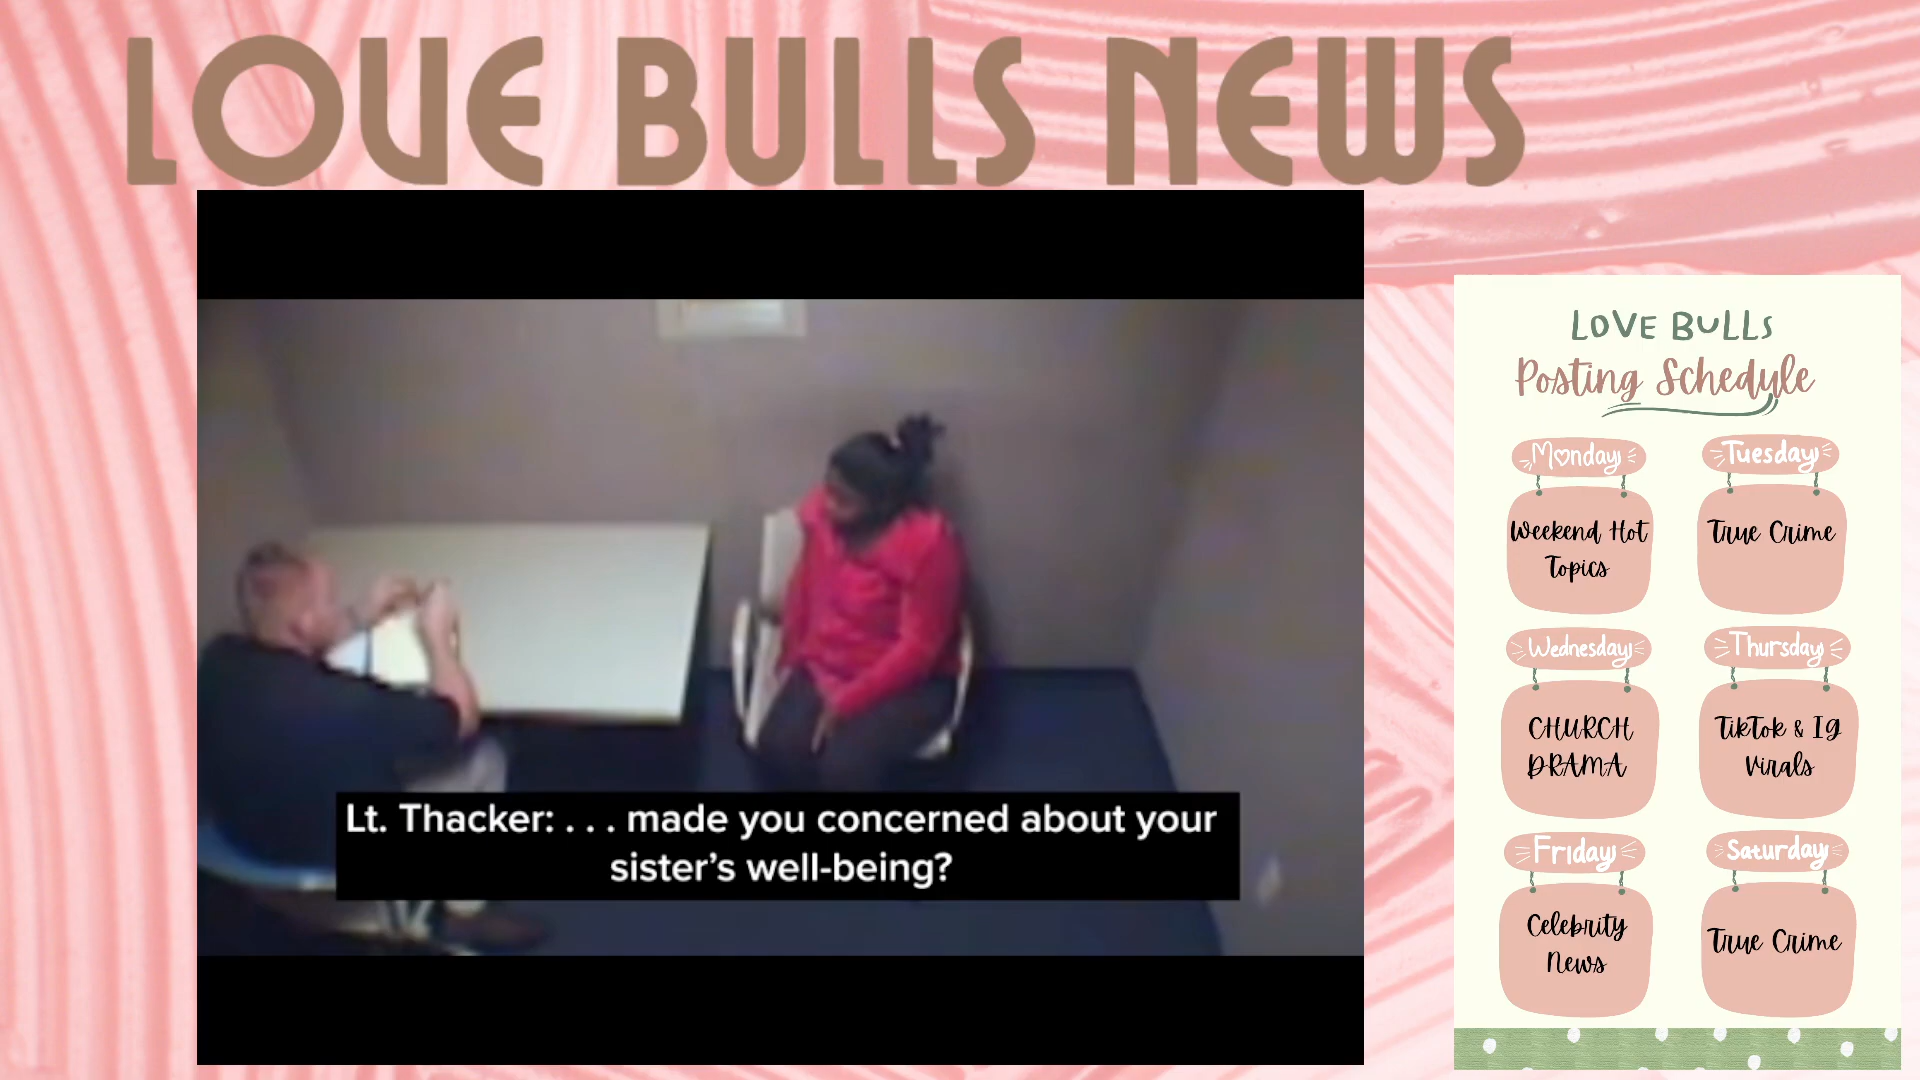 LOVE BULLS NEWS
Lt. Thacker: . . . made you concerned about your
sister's well-being?
LOVE BULLS
Posting Schedule
Monday
Weekend Hot
Topics
Tuesday
True Crime
Wednesday
CHURCH
DRAMA
Thursday
TikTok & IG
Virals
Friday
Celebrity
News
Saturday
True Crime